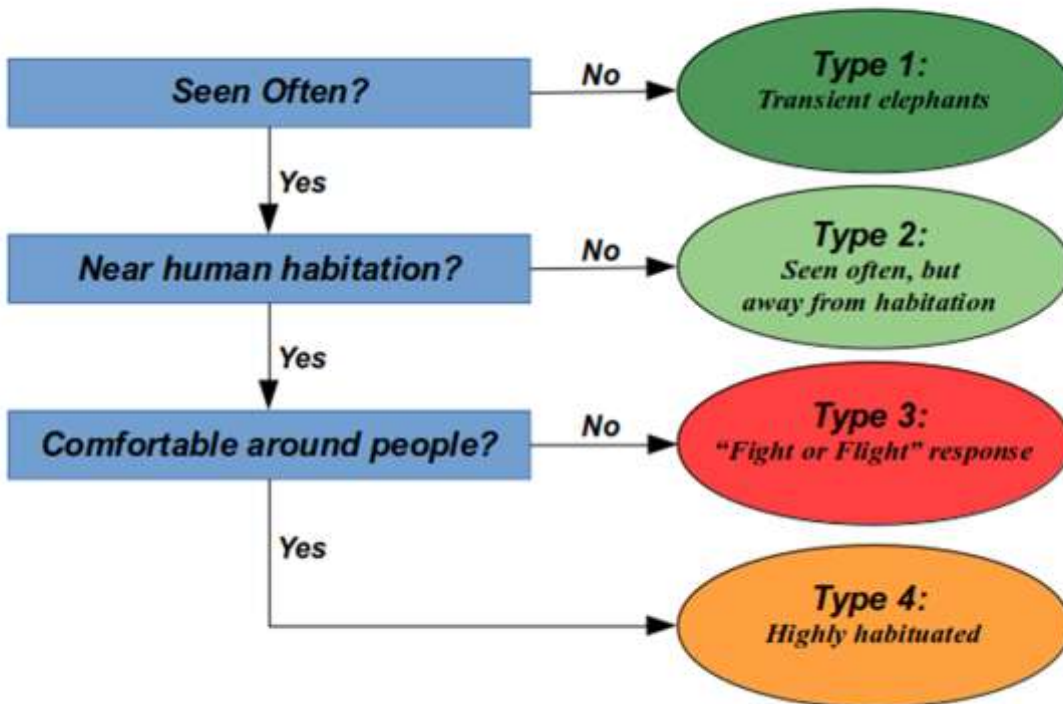 Seen Often?
No
Type 1:
Transient elephants
Yes
Near human habitation?
No
Type 2:
Seen often, but
away from habitation
Yes
Comfortable around people?
No
Type 3:
“Fight or Flight” response
Yes
Type 4:
Highly habituated